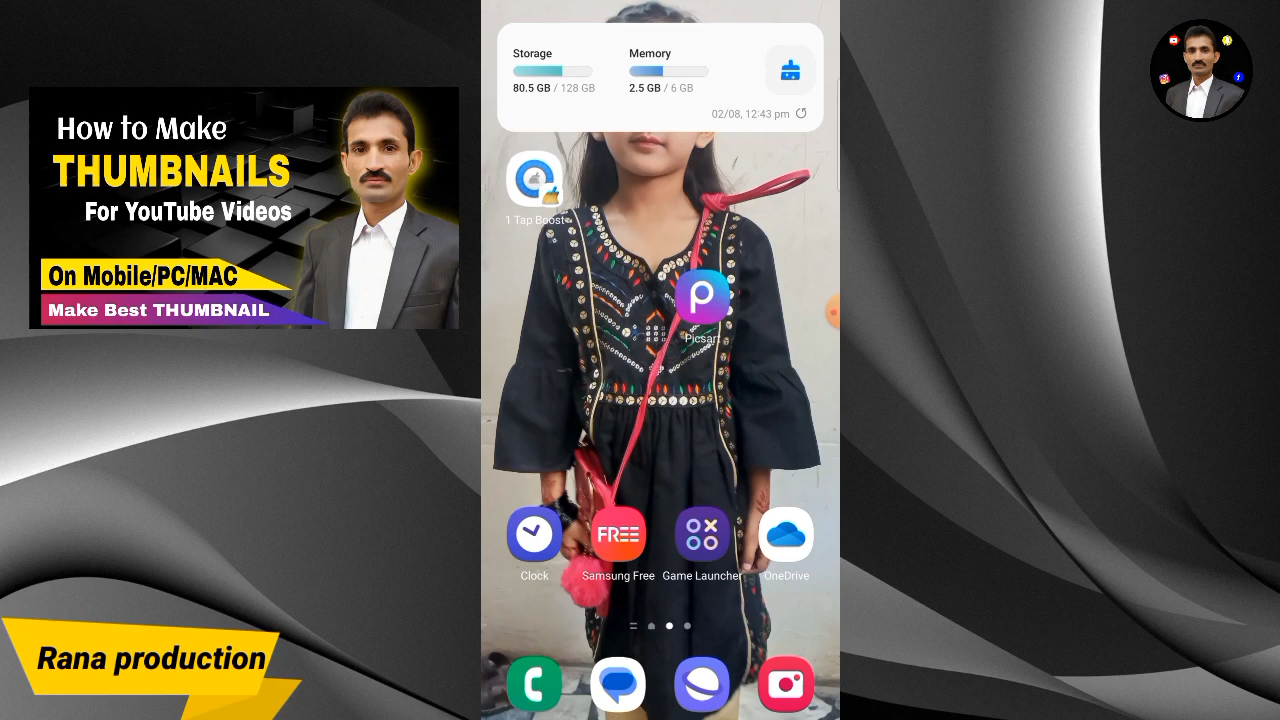 How to Make
THUMBNAILS
For YouTube Videos
On Mobile/PC/MAC
Make Best THUMBNAIL
Rana production
Storage
80.5 GB / 128 GB
Memory
2.5 GB / 6 GB
02/08, 12:43 pm
1 Tap Boost
Picsart
FREE
Clock
Samsung Free
Game Launcher
OneDrive